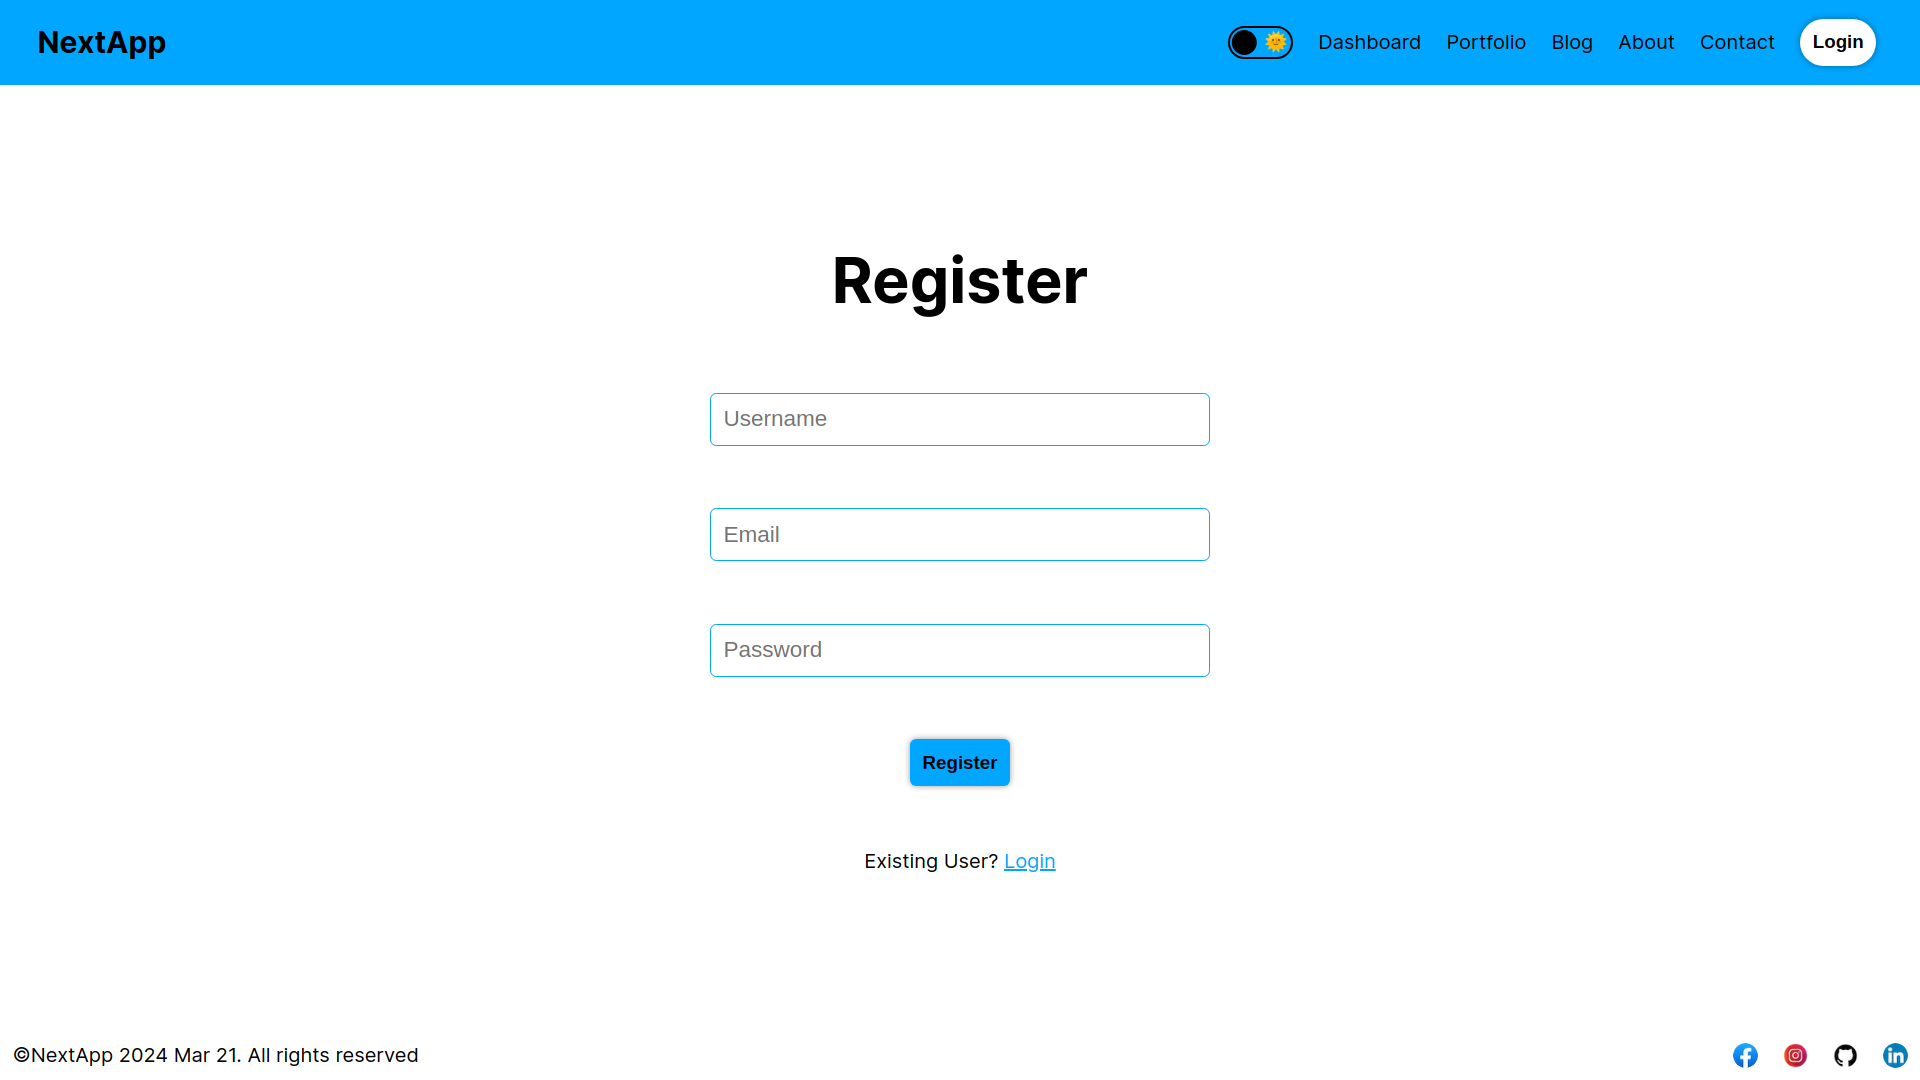 NextApp
Dashboard Portfolio Blog About Contact Login
Register
Username
Email
Password
Register
Existing User? Login
©NextApp 2024 Mar 21. All rights reserved